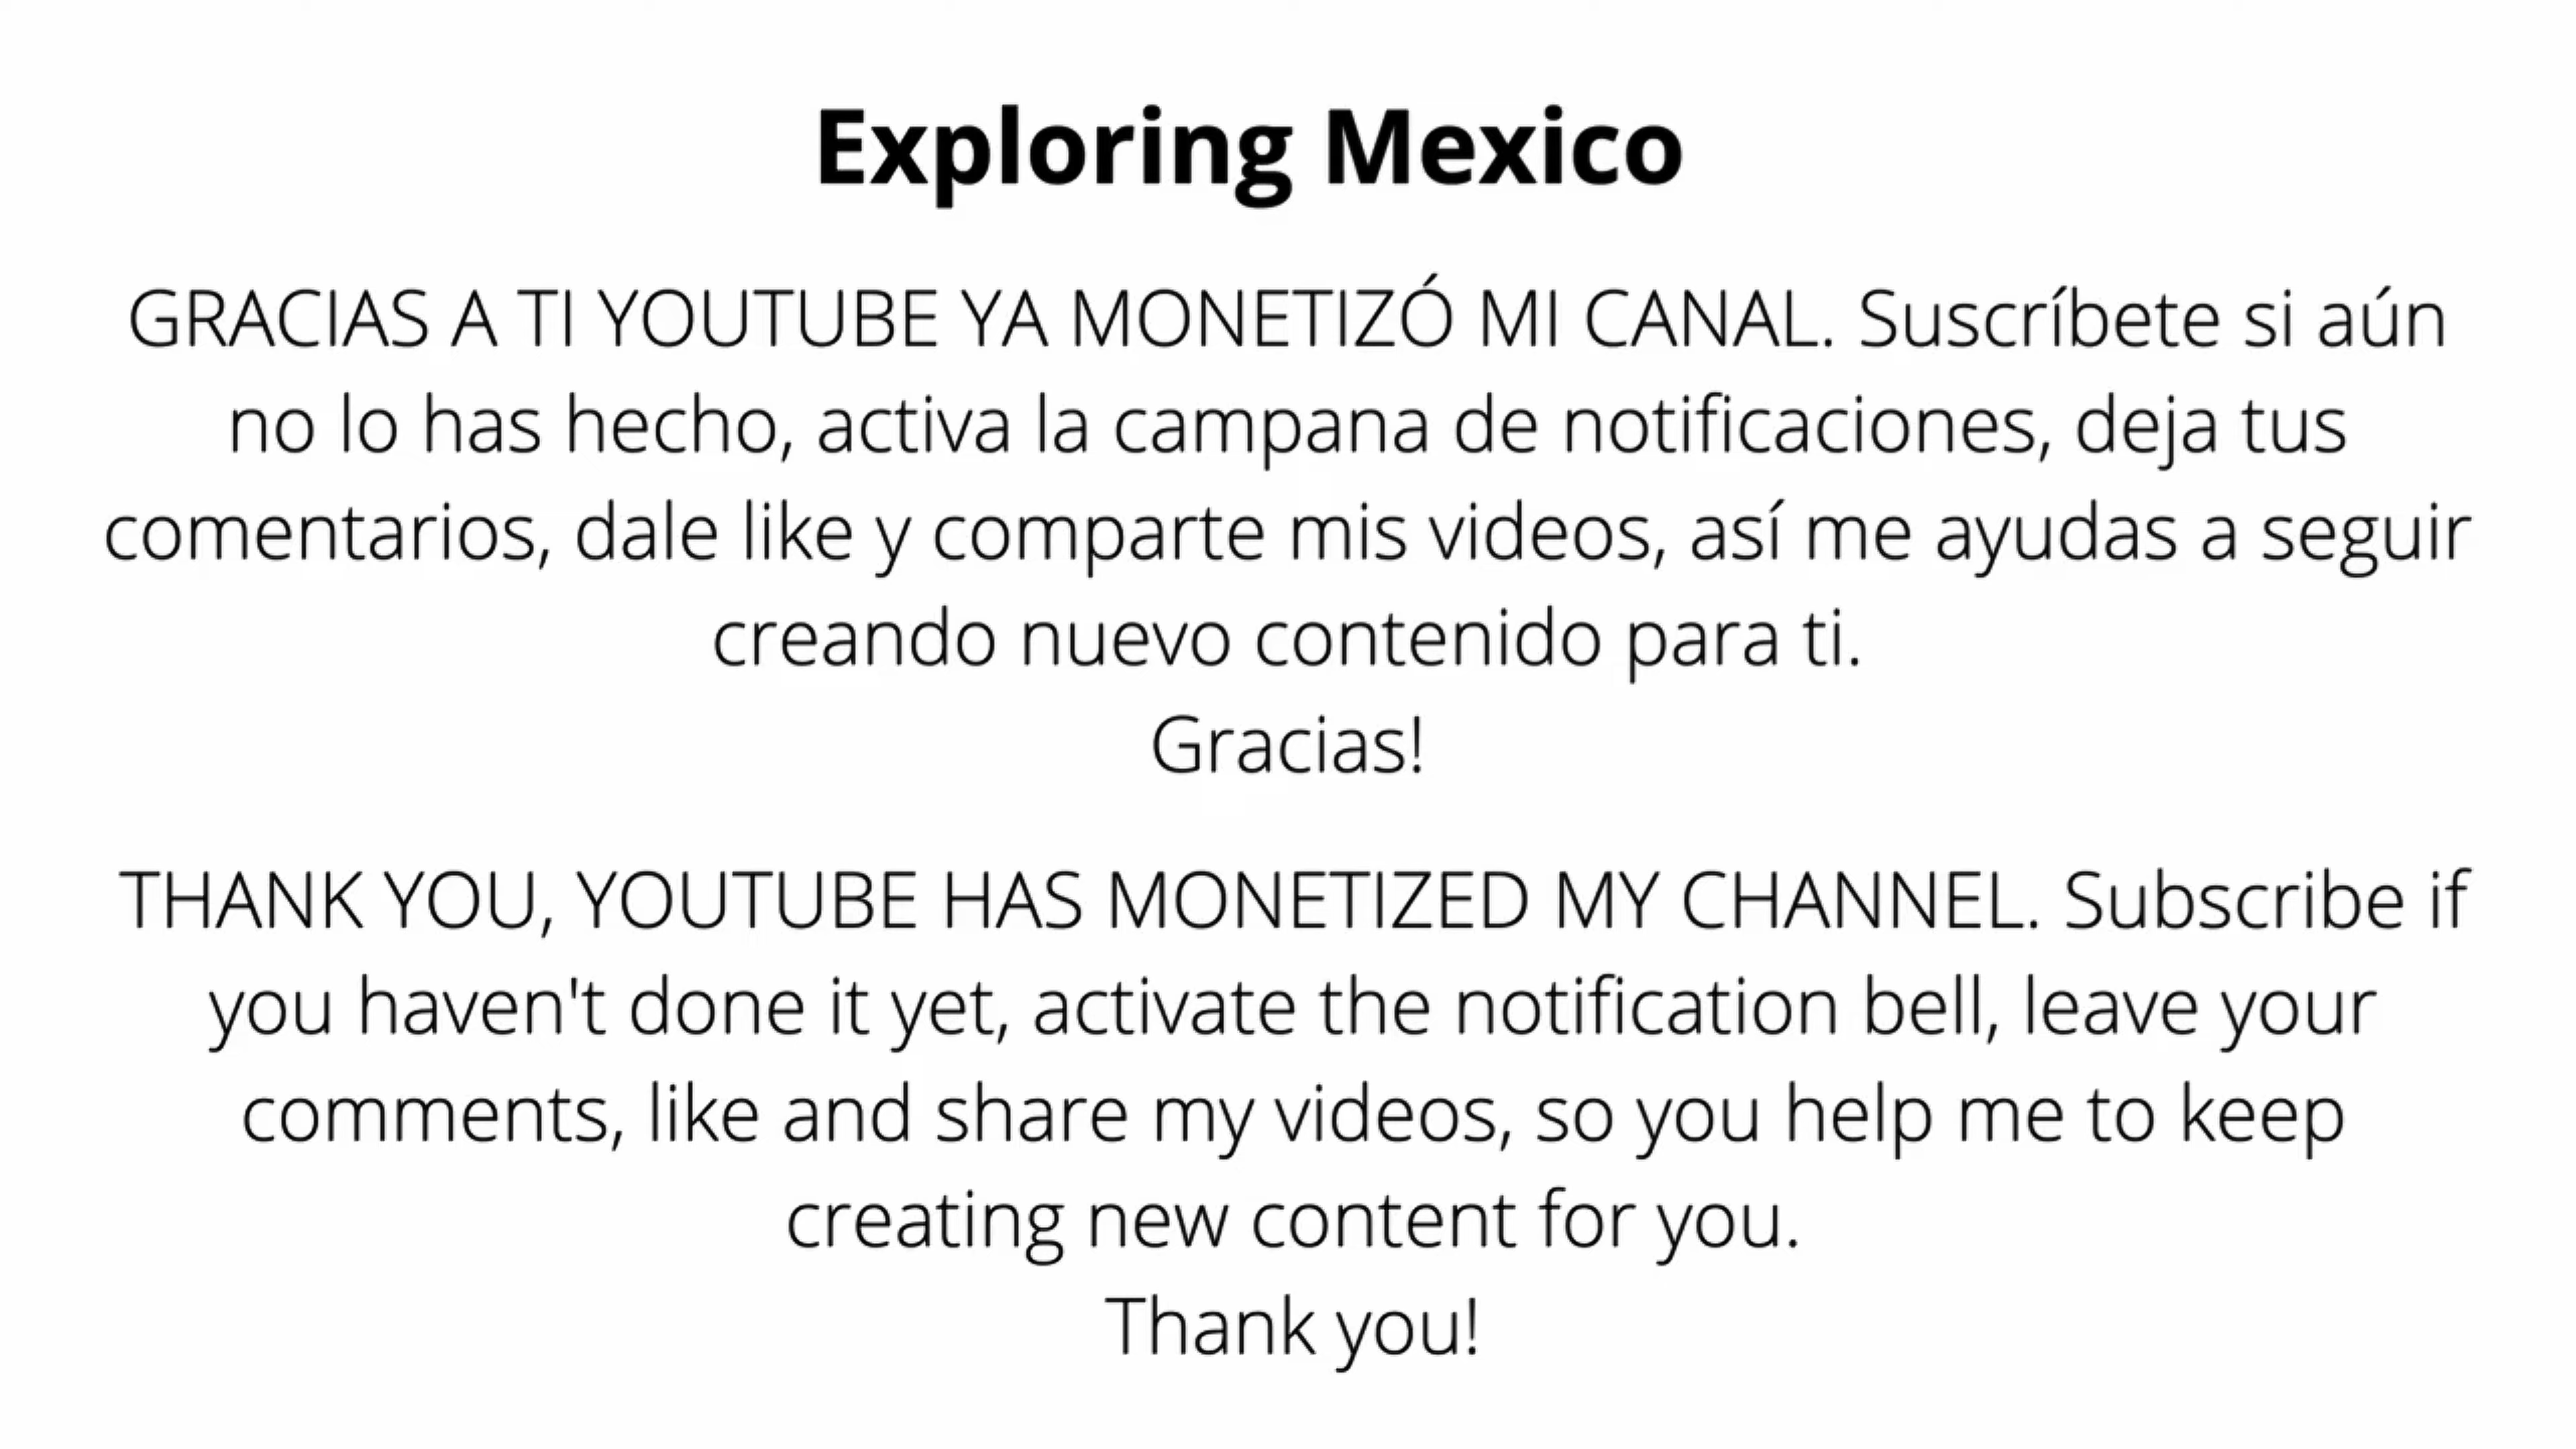 Exploring Mexico
GRACIAS A TI YOUTUBE YA MONETIZÓ MI CANAL. Suscríbete si aún
no lo has hecho, activa la campana de notificaciones, deja tus
comentarios, dale like y comparte mis videos, así me ayudas a seguir
creando nuevo contenido para ti.
Gracias!
THANK YOU, YOUTUBE HAS MONETIZED MY CHANNEL. Subscribe if
you haven't done it yet, activate the notification bell, leave your
comments, like and share my videos, so you help me to keep
creating new content for you.
Thank you!